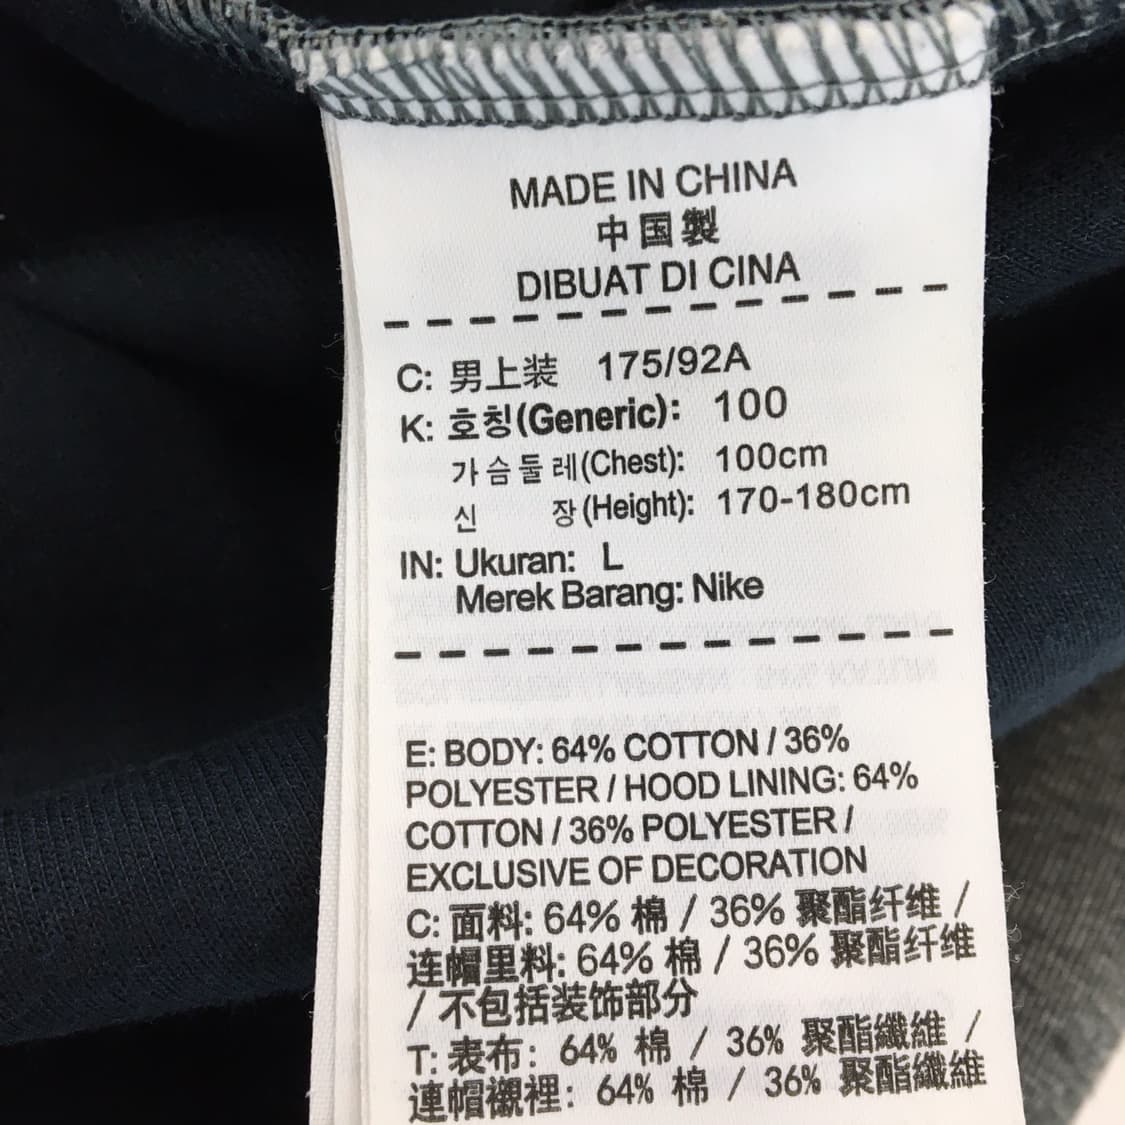 MADE IN CHINA
中国製
DIBUAT DI CINA
C: 男上装 175/92A
K: 호칭(Generic): 100
가슴둘레(Chest): 100cm
신 장(Height): 170-180cm
IN: Ukuran: L
Merek Barang: Nike
E: BODY: 64% COTTON / 36%
POLYESTER / HOOD LINING: 64%
COTTON / 36% POLYESTER /
EXCLUSIVE OF DECORATION
C: 面料: 64% 棉 / 36% 聚酯纤维 /
连帽里料: 64% 棉 / 36% 聚酯纤维
/ 不包括装饰部分
T: 表布: 64% 棉 / 36% 聚酯纖維 /
連帽襯裡: 64% 棉 / 36% 聚酯纖維